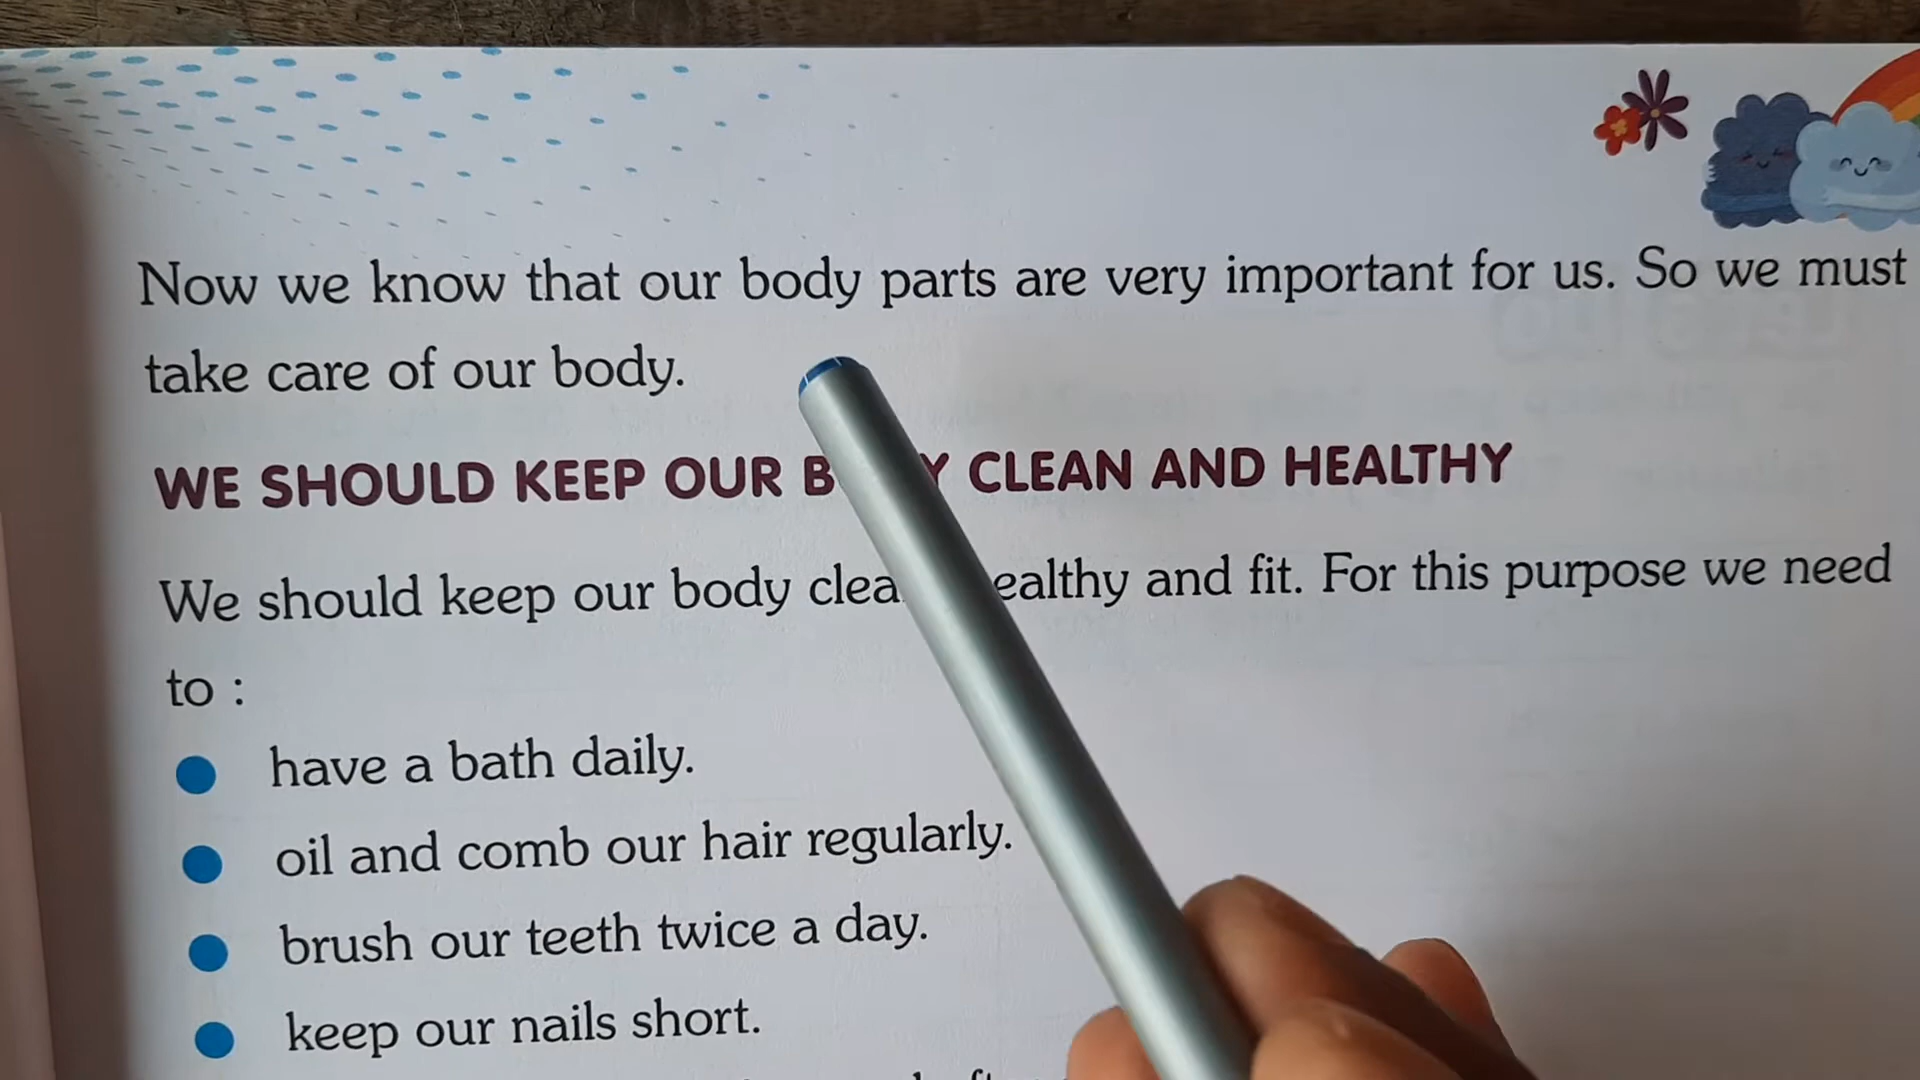 Now we know that our body parts are very important for us. So we must
take care of our body.
WE SHOULD KEEP OUR CLEAN AND HEALTHY
We should keep our body and fit. For this purpose we need
to :
have a bath daily.
oil and comb our hair regularly.
brush our teeth twice a day.
keep our nails short.